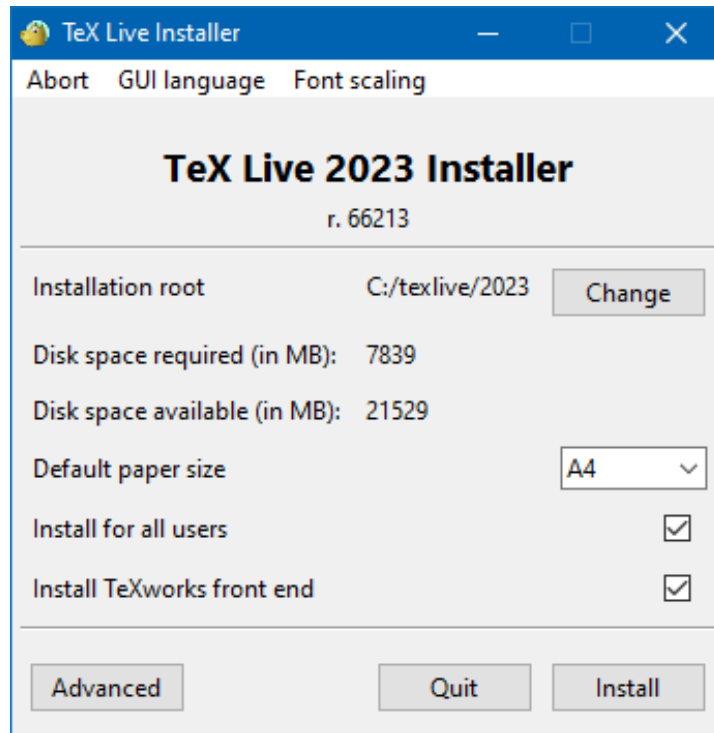 TeX Live Installer
Abort GUI language Font scaling
TeX Live 2023 Installer
r. 66213
Installation root C:/texlive/2023 Change
Disk space required (in MB): 7839
Disk space available (in MB): 21529
Default paper size A4
Install for all users
Install TeXworks front end
Advanced Quit Install